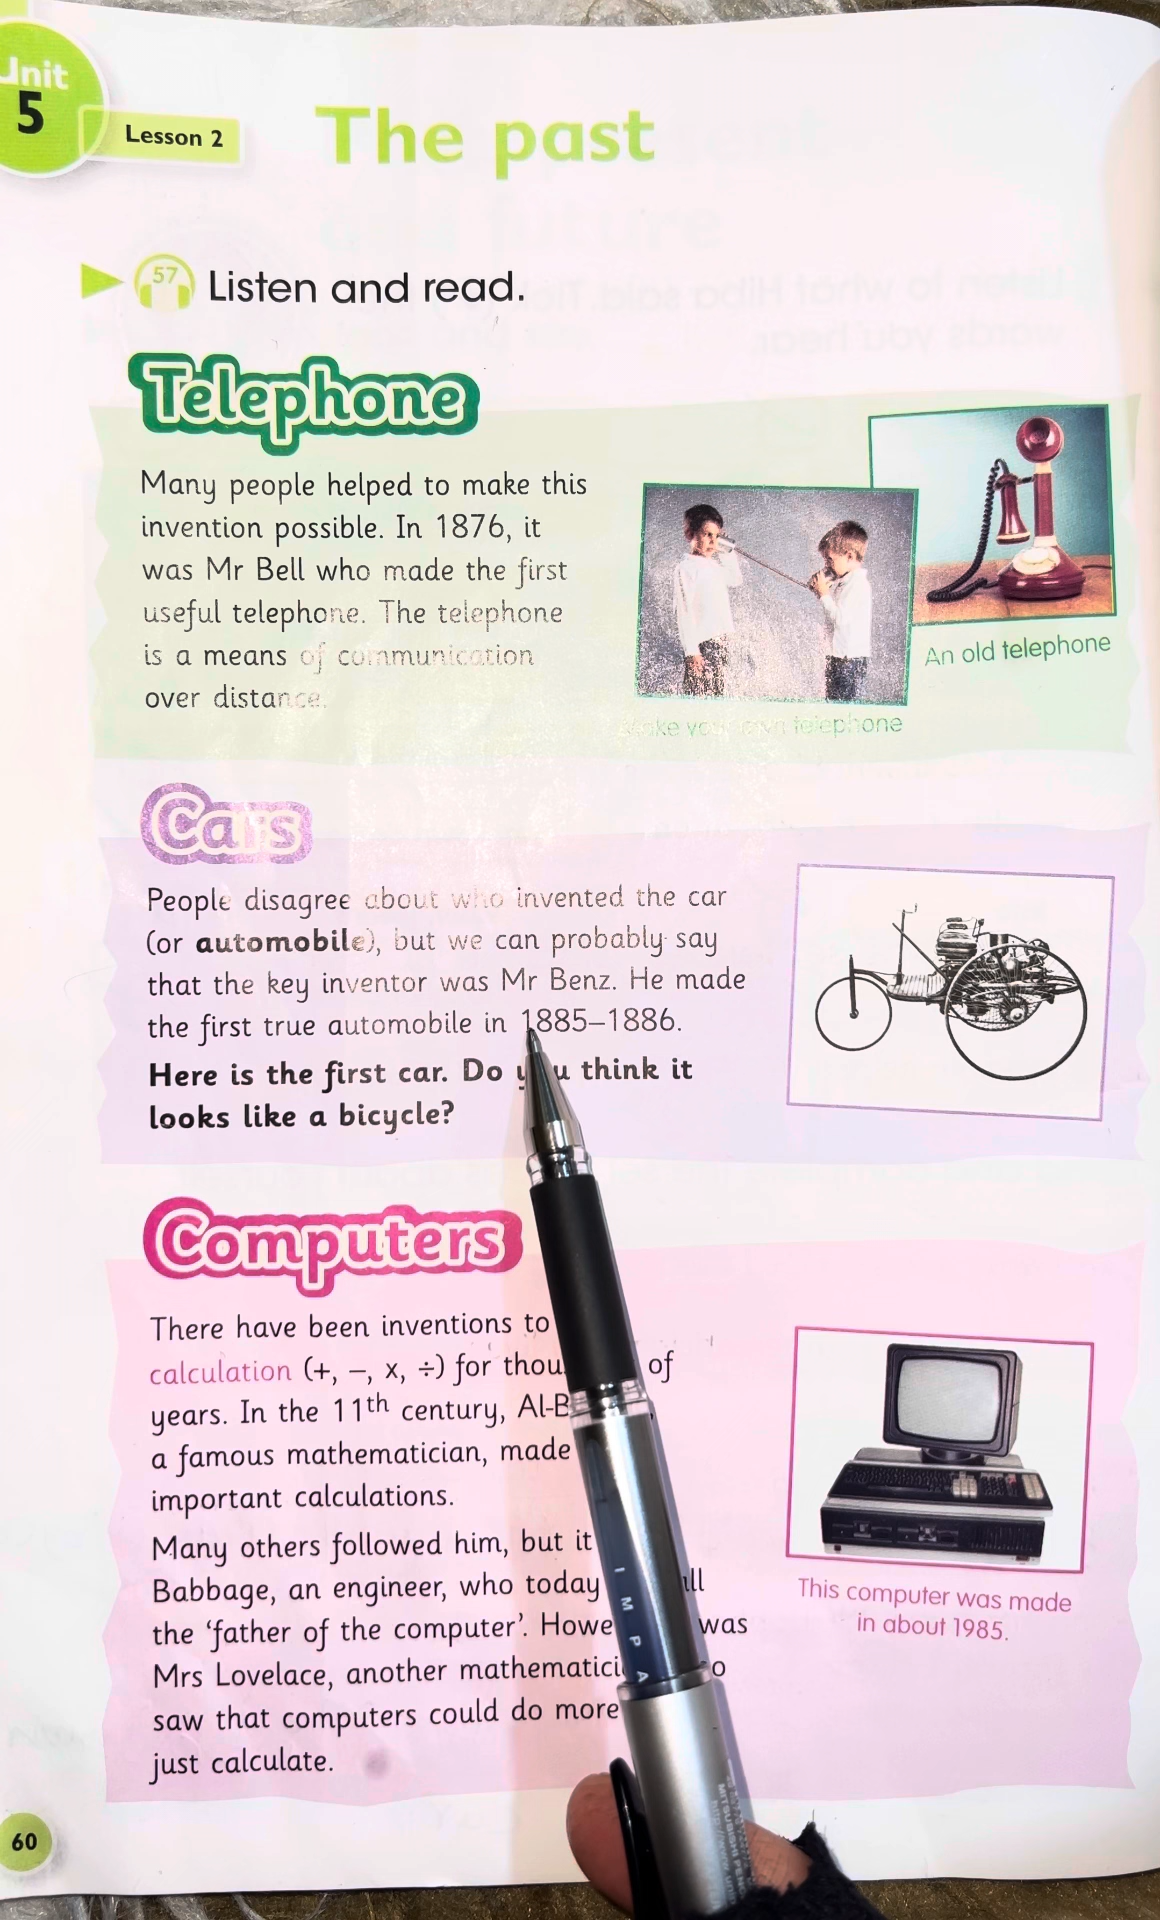 Unit
5
Lesson 2
The past
57
Listen and read.
Telephone
Many people helped to make this
invention possible. In 1876, it
was Mr Bell who made the first
useful telephone. The telephone
is a means of communication
over distance.
An old telephone
Make your own telephone
Cars
People disagree about who invented the car
(or automobile), but we can probably say
that the key inventor was Mr Benz. He made
the first true automobile in 1885–1886.
Here is the first car. Do you think it
looks like a bicycle?
Computers
There have been inventions to
calculation (+, –, x, ÷) for of
years. In the 11th century,
a famous mathematician, made
important calculations.
Many others followed him, but it
Babbage, an engineer, who today
the ‘father of the computer’. was
Mrs Lovelace, another
saw that computers could do more
just calculate.
This computer was made
in about 1985.
60
I M P A